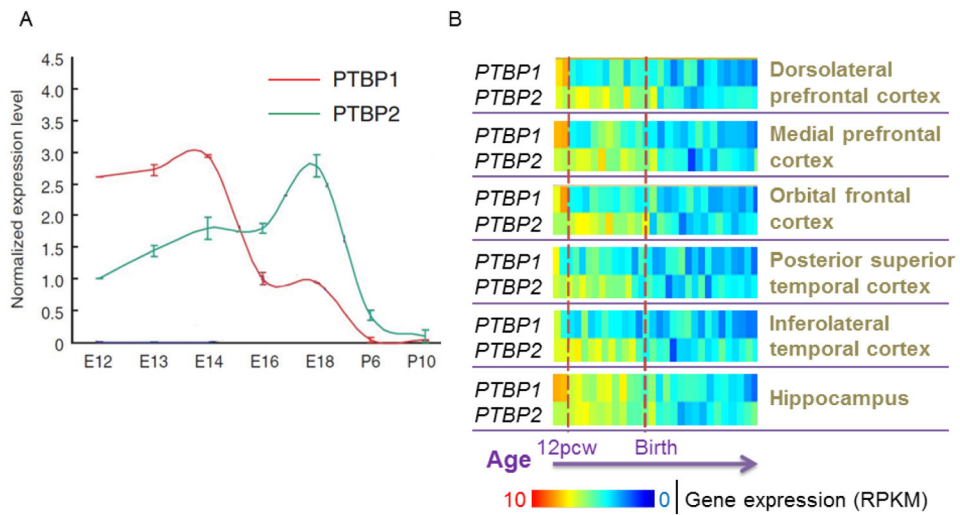 A
B
4.5
4.0
3.5
3.0
2.5
2.0
1.5
1.0
0.5
0
Normalized expression level
PTBP1
PTBP2
E12 E13 E14 E16 E18 P6 P10
PTBP1
PTBP2
Dorsolateral
prefrontal cortex
PTBP1
PTBP2
Medial prefrontal
cortex
PTBP1
PTBP2
Orbital frontal
cortex
PTBP1
PTBP2
Posterior superior
temporal cortex
PTBP1
PTBP2
Inferolateral
temporal cortex
PTBP1
PTBP2
Hippocampus
Age 12pcw Birth
10 0 Gene expression (RPKM)